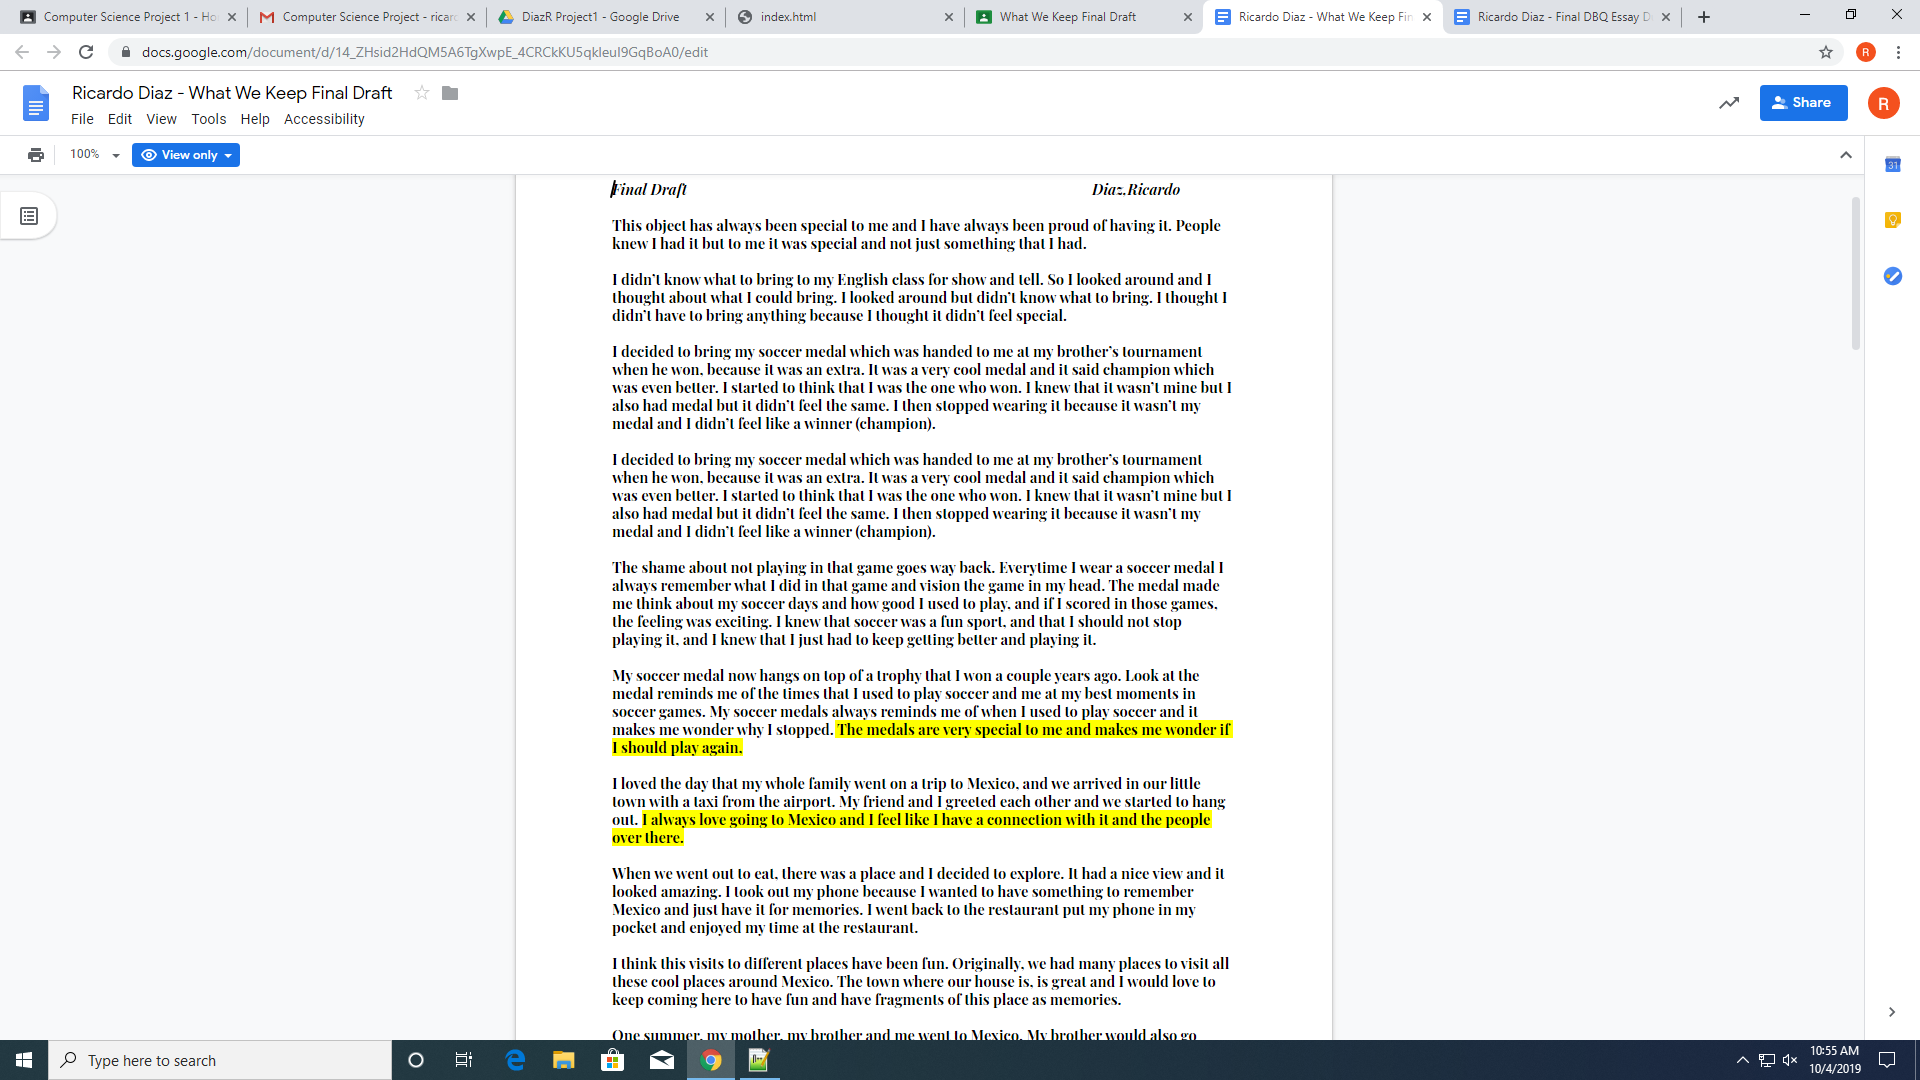 Computer Science Project 1 - Ho
Computer Science Project - ricard
DiazR Project1 - Google Drive
index.html
What We Keep Final Draft
Ricardo Diaz - What We Keep Fin
Ricardo Diaz - Final DBQ Essay D
docs.google.com/document/d/14_ZHsid2HdQM5A6TgXwpE_4CRCkKU5qkIeuI9GqBoA0/edit
R
Ricardo Diaz - What We Keep Final Draft
File Edit View Tools Help Accessibility
Share
R
100%
View only
31
Final Draft Diaz.Ricardo
This object has always been special to me and I have always been proud of having it. People
knew I had it but to me it was special and not just something that I had.
I didn't know what to bring to my English class for show and tell. So I looked around and I
thought about what I could bring. I looked around but didn't know what to bring. I thought I
didn't have to bring anything because I thought it didn't feel special.
I decided to bring my soccer medal which was handed to me at my brother's tournament
when he won, because it was an extra. It was a very cool medal and it said champion which
was even better. I started to think that I was the one who won. I knew that it wasn't mine but I
also had medal but it didn't feel the same. I then stopped wearing it because it wasn't my
medal and I didn't feel like a winner (champion).
I decided to bring my soccer medal which was handed to me at my brother's tournament
when he won, because it was an extra. It was a very cool medal and it said champion which
was even better. I started to think that I was the one who won. I knew that it wasn't mine but I
also had medal but it didn't feel the same. I then stopped wearing it because it wasn't my
medal and I didn't feel like a winner (champion).
The shame about not playing in that game goes way back. Everytime I wear a soccer medal I
always remember what I did in that game and vision the game in my head. The medal made
me think about my soccer days and how good I used to play, and if I scored in those games,
the feeling was exciting. I knew that soccer was a fun sport, and that I should not stop
playing it, and I knew that I just had to keep getting better and playing it.
My soccer medal now hangs on top of a trophy that I won a couple years ago. Look at the
medal reminds me of the times that I used to play soccer and me at my best moments in
soccer games. My soccer medals always reminds me of when I used to play soccer and it
makes me wonder why I stopped. The medals are very special to me and makes me wonder if
I should play again,
I loved the day that my whole family went on a trip to Mexico, and we arrived in our little
town with a taxi from the airport. My friend and I greeted each other and we started to hang
out. I always love going to Mexico and I feel like I have a connection with it and the people
over there.
When we went out to eat, there was a place and I decided to explore. It had a nice view and it
looked amazing. I took out my phone because I wanted to have something to remember
Mexico and just have it for memories. I went back to the restaurant put my phone in my
pocket and enjoyed my time at the restaurant.
I think this visits to different places have been fun. Originally, we had many places to visit all
these cool places around Mexico. The town where our house is, is great and I would love to
keep coming here to have fun and have fragments of this place as memories.
One summer, my mother, my brother and me went to Mexico. My brother would also go
Type here to search
10:55 AM
10/4/2019